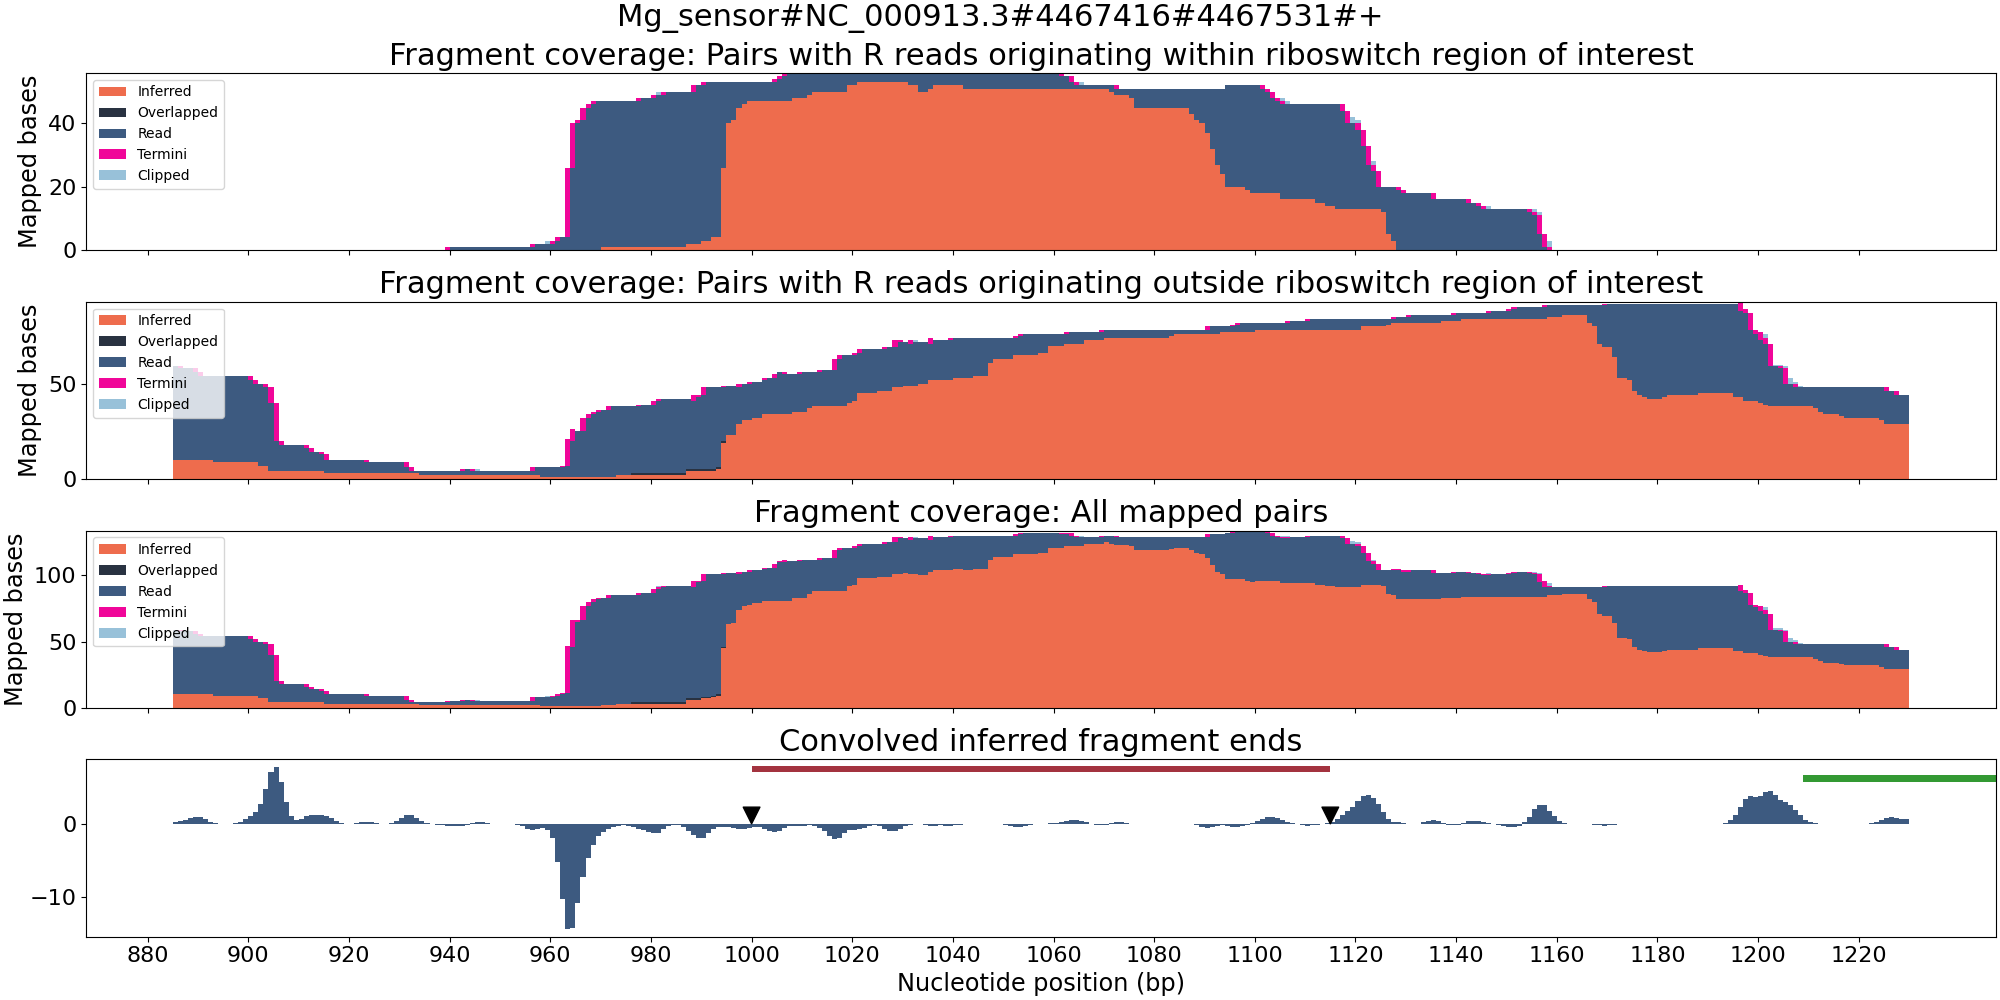 Mg_sensor#NC_000913.3#4467416#4467531#+
Fragment coverage: Pairs with R reads originating within riboswitch region of interest
Mapped bases
40
20
0
Inferred
Overlapped
Read
Termini
Clipped
Fragment coverage: Pairs with R reads originating outside riboswitch region of interest
Mapped bases
50
0
Inferred
Overlapped
Read
Termini
Clipped
Fragment coverage: All mapped pairs
Mapped bases
100
50
0
Inferred
Overlapped
Read
Termini
Clipped
Convolved inferred fragment ends
0
−10
880 900 920 940 960 980 1000 1020 1040 1060 1080 1100 1120 1140 1160 1180 1200 1220
Nucleotide position (bp)